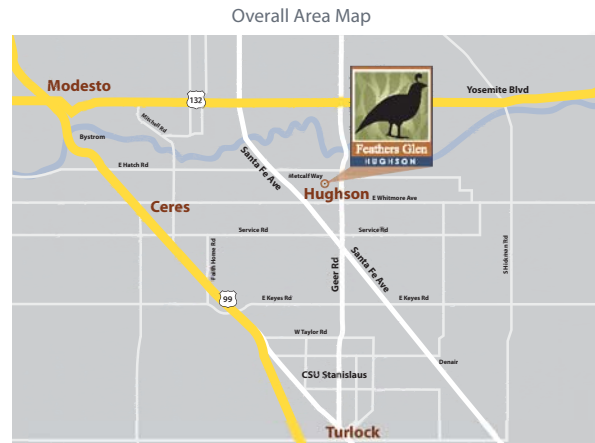 Overall Area Map
Modesto
132
Yosemite Blvd
Mitchell Rd
Bystrom
Feathers Glen
HUGHSON
Santa Fe Ave
E Hatch Rd
Metcalf Way
Hughson
E Whitmore Ave
Ceres
Service Rd
Service Rd
Faith Home Rd
Geer Rd
Santa Fe Ave
S Hickman Rd
99
E Keyes Rd
E Keyes Rd
W Taylor Rd
Denair
CSU Stanislaus
Turlock